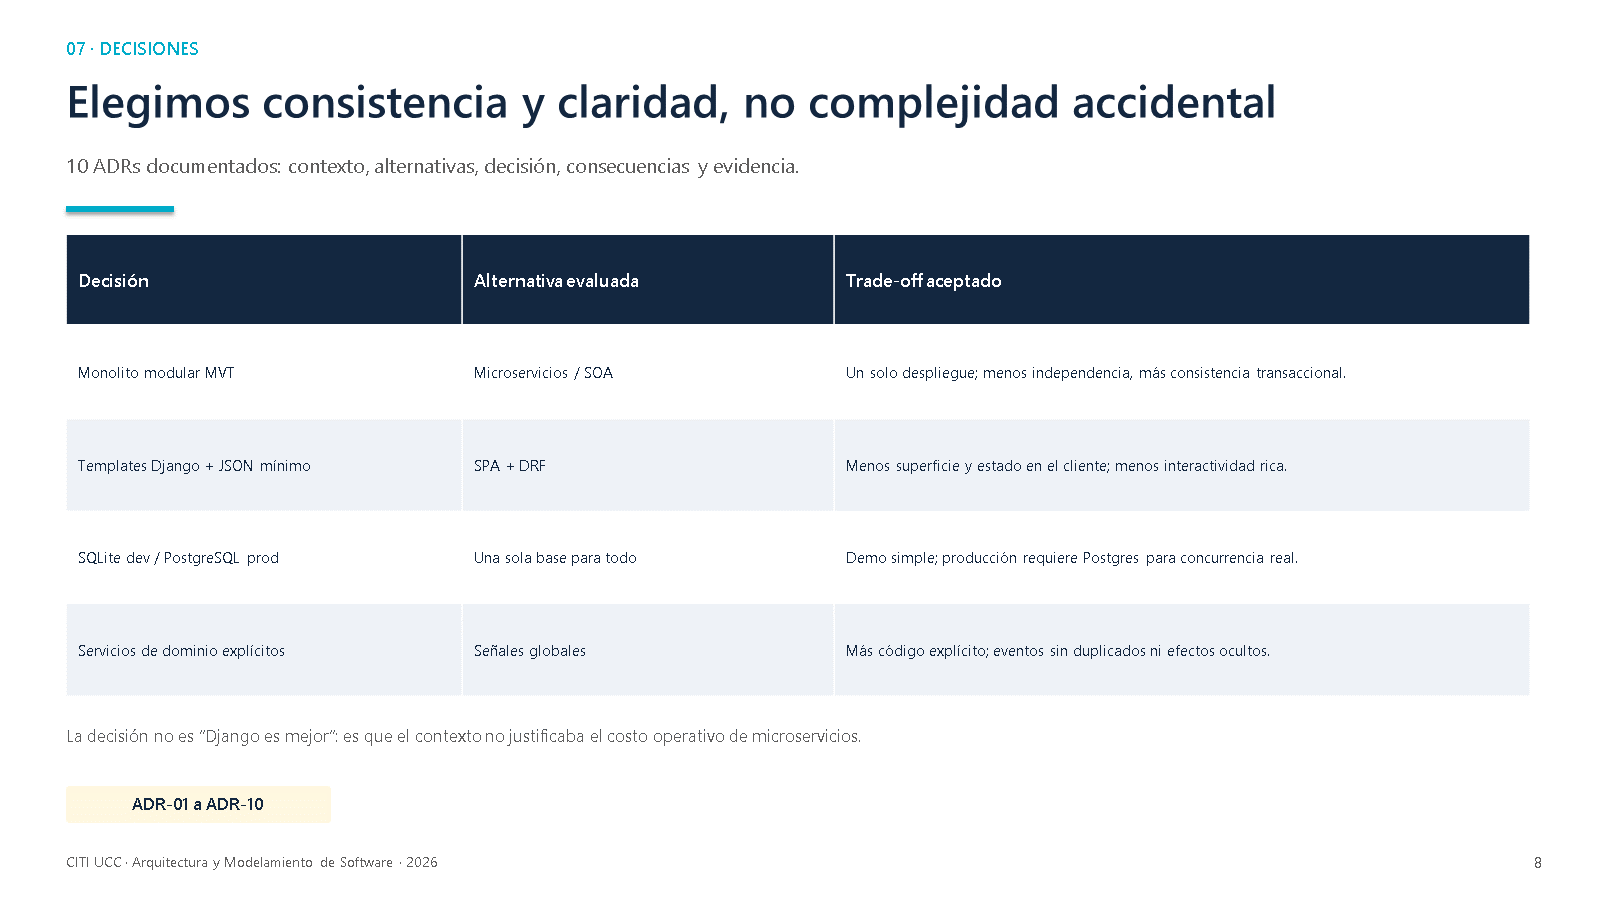 07 · DECISIONES
Elegimos consistencia y claridad, no complejidad accidental
10 ADRs documentados: contexto, alternativas, decisión, consecuencias y evidencia.
Decisión
Alternativa evaluada
Trade-off aceptado
Monolito modular MVT
Microservicios / SOA
Un solo despliegue; menos independencia, más consistencia transaccional.
Templates Django + JSON mínimo
SPA + DRF
Menos superficie y estado en el cliente; menos interactividad rica.
SQLite dev / PostgreSQL prod
Una sola base para todo
Demo simple; producción requiere Postgres para concurrencia real.
Servicios de dominio explícitos
Señales globales
Más código explícito; eventos sin duplicados ni efectos ocultos.
La decisión no es “Django es mejor”: es que el contexto no justificaba el costo operativo de microservicios.
ADR-01 a ADR-10
CITI UCC · Arquitectura y Modelamiento de Software · 2026
8